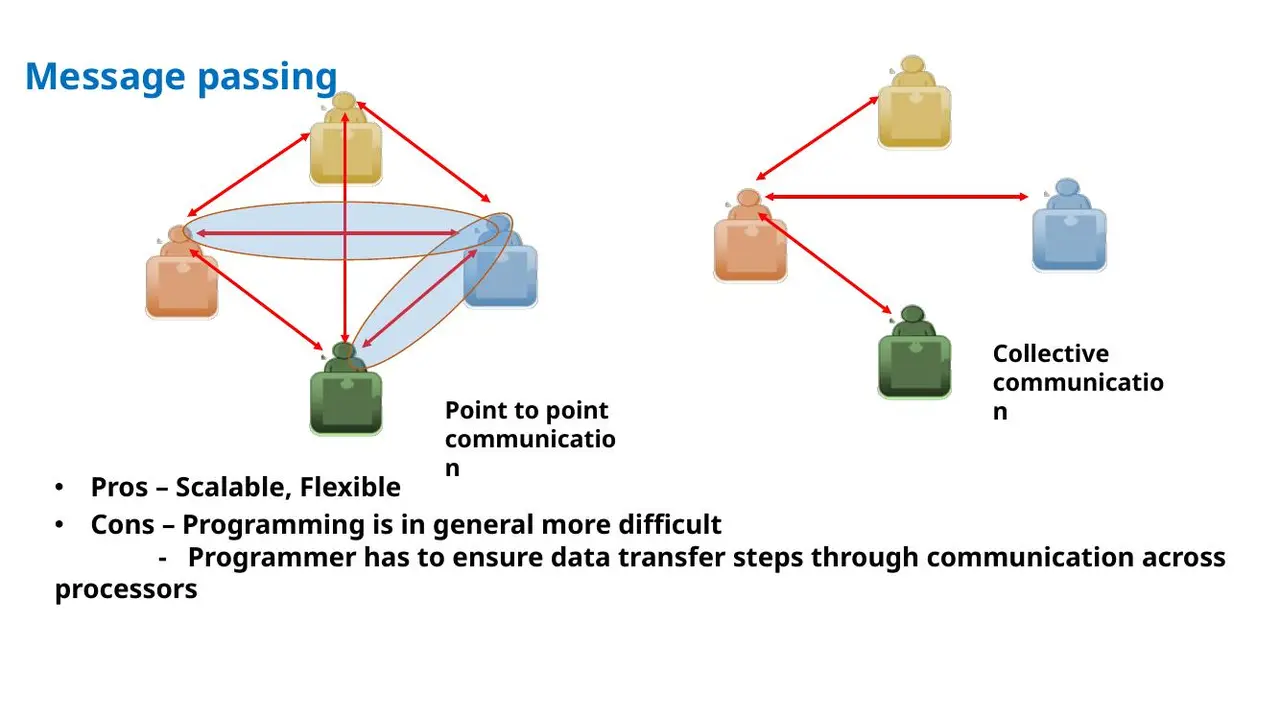 Message passing
Collective
communicatio
n
Point to point
communicatio
n
• Pros – Scalable, Flexible
• Cons – Programming is in general more difficult
- Programmer has to ensure data transfer steps through communication across
processors